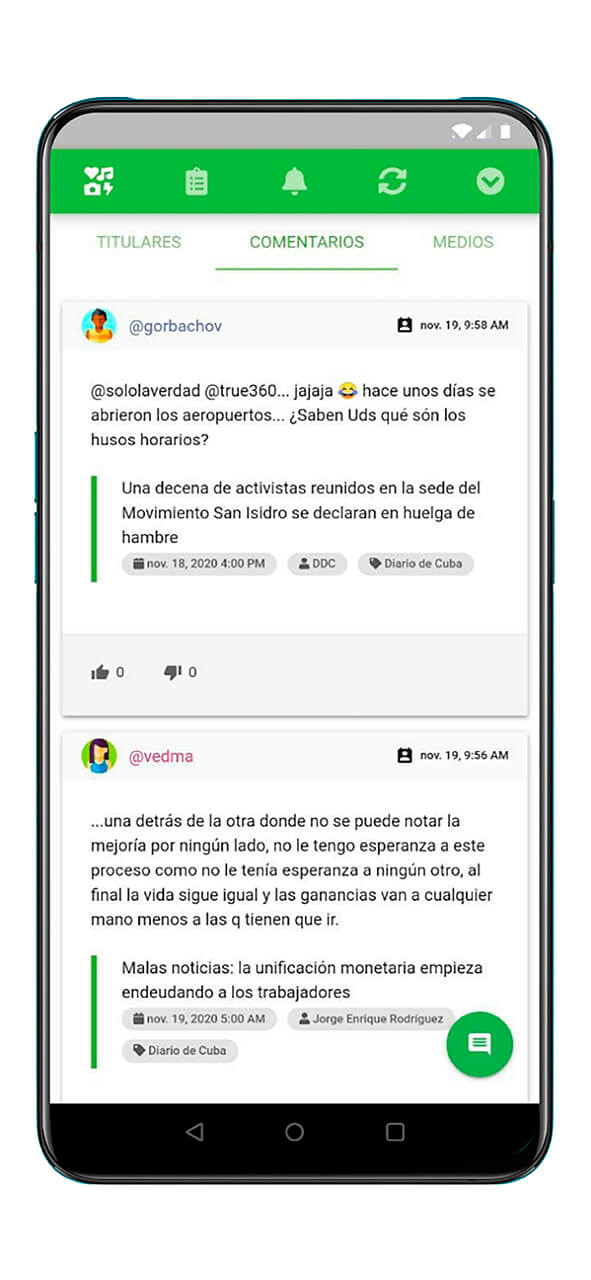 TITULARES COMENTARIOS MEDIOS
@gorbachov nov. 19, 9:58 AM
@sololaverdad @true360... jajaja 😂 hace unos días se
abrieron los aeropuertos... ¿Saben Uds qué són los
husos horarios?
Una decena de activistas reunidos en la sede del
Movimiento San Isidro se declaran en huelga de
hambre
nov. 18, 2020 4:00 PM DDC Diario de Cuba
0 0
@vedma nov. 19, 9:56 AM
...una detrás de la otra donde no se puede notar la
mejoría por ningún lado, no le tengo esperanza a este
proceso como no le tenía esperanza a ningún otro, al
final la vida sigue igual y las ganancias van a cualquier
mano menos a las q tienen que ir.
Malas noticias: la unificación monetaria empieza
endeudando a los trabajadores
nov. 19, 2020 5:00 AM Jorge Enrique Rodríguez
Diario de Cuba